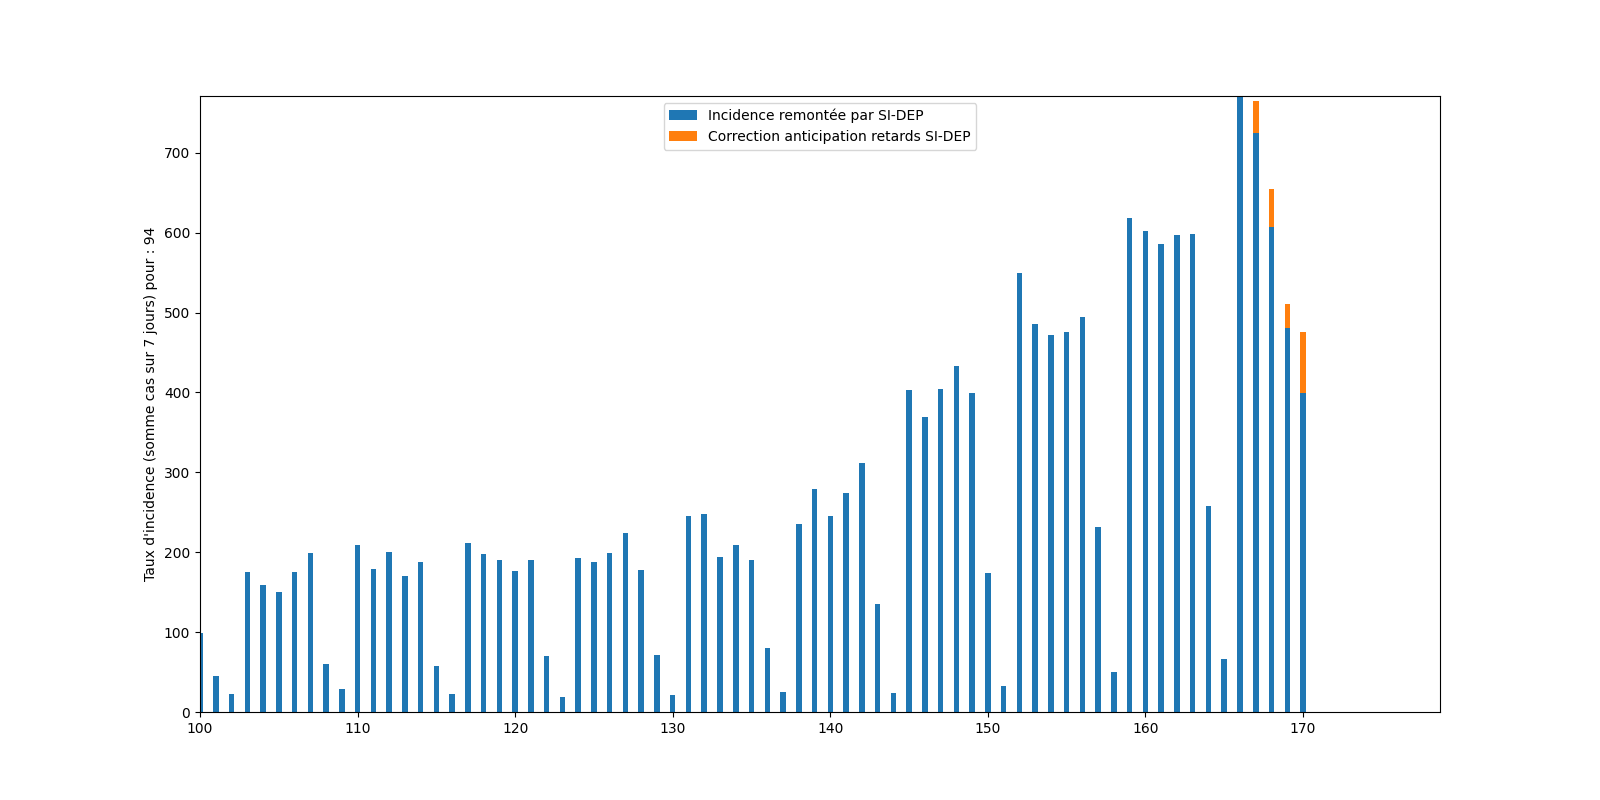 Incidence remontée par SI-DEP
Correction anticipation retards SI-DEP
Taux d'incidence (somme cas sur 7 jours) pour : 94
700
600
500
400
300
200
100
0
100 110 120 130 140 150 160 170